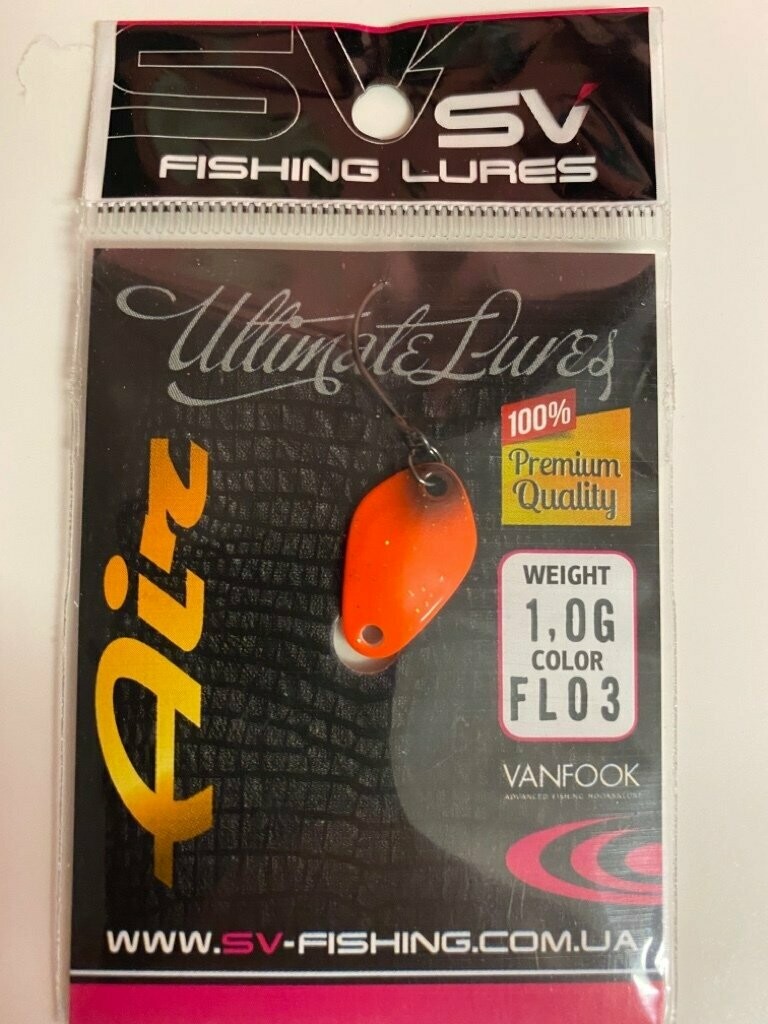 SV
SV
FISHING LURES
Ultimate Lures
Air
100%
Premium
Quality
WEIGHT
1,0G
COLOR
FL03
VANFOOK
WWW.SV-FISHING.COM.UA